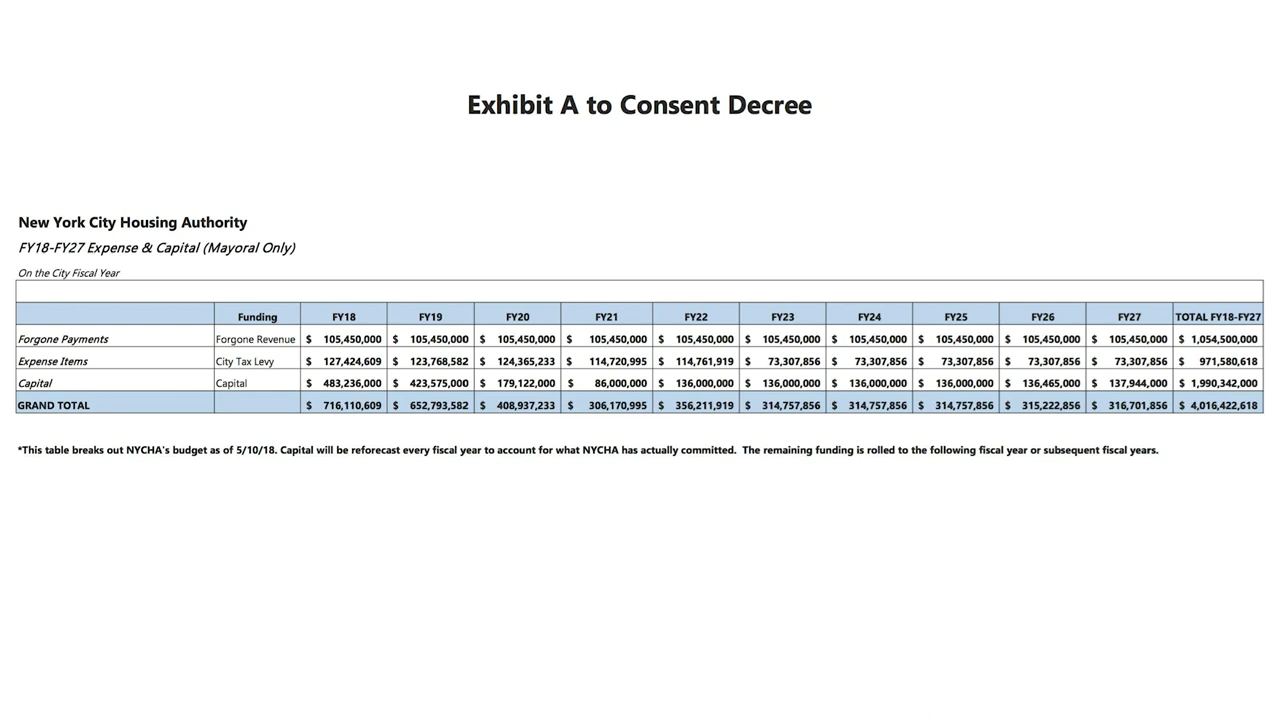 Exhibit A to Consent Decree
New York City Housing Authority
FY18-FY27 Expense & Capital (Mayoral Only)
On the City Fiscal Year
Funding FY18 FY19 FY20 FY21 FY22 FY23 FY24 FY25 FY26 FY27 TOTAL FY18-FY27
Forgone Payments Forgone Revenue $ 105,450,000 $ 105,450,000 $ 105,450,000 $ 105,450,000 $ 105,450,000 $ 105,450,000 $ 105,450,000 $ 105,450,000 $ 105,450,000 $ 105,450,000 $ 1,054,500,000
Expense Items City Tax Levy $ 127,424,609 $ 123,768,582 $ 124,365,233 $ 114,720,995 $ 114,761,919 $ 73,307,856 $ 73,307,856 $ 73,307,856 $ 73,307,856 $ 73,307,856 $ 971,580,618
Capital Capital $ 483,236,000 $ 423,575,000 $ 179,122,000 $ 86,000,000 $ 136,000,000 $ 136,000,000 $ 136,000,000 $ 136,000,000 $ 136,465,000 $ 137,944,000 $ 1,990,342,000
GRAND TOTAL $ 716,110,609 $ 652,793,582 $ 408,937,233 $ 306,170,995 $ 356,211,919 $ 314,757,856 $ 314,757,856 $ 314,757,856 $ 315,222,856 $ 316,701,856 $ 4,016,422,618
*This table breaks out NYCHA's budget as of 5/10/18. Capital will be reforecast every fiscal year to account for what NYCHA has actually committed. The remaining funding is rolled to the following fiscal year or subsequent fiscal years.